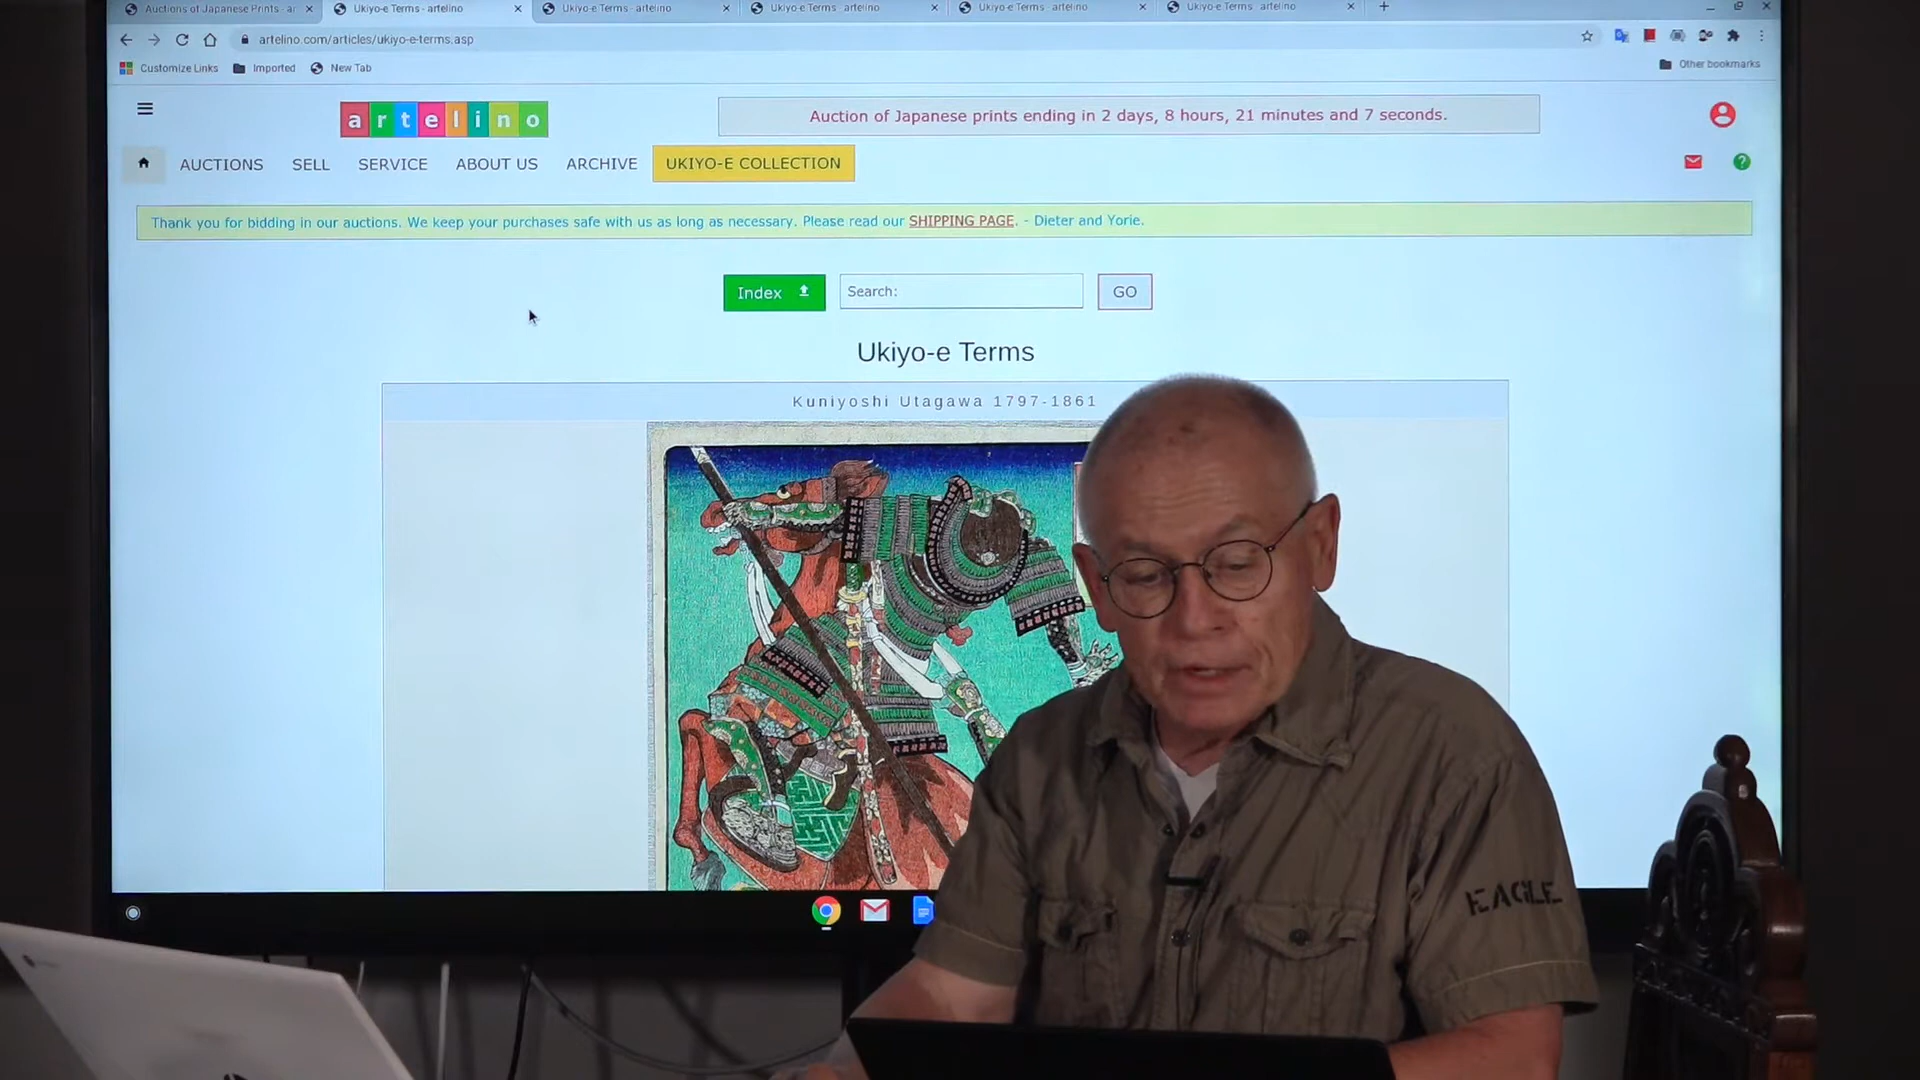 Auctions of Japanese Prints - ar
Ukiyo-e Terms - artelino
Ukiyo-e Terms - artelino
Ukiyo-e Terms - artelino
Ukiyo-e Terms - artelino
Ukiyo-e Terms - artelino
artelino.com/articles/ukiyo-e-terms.asp
Customize Links
Imported
New Tab
Other bookmarks
artelino
Auction of Japanese prints ending in 2 days, 8 hours, 21 minutes and 7 seconds.
AUCTIONS
SELL
SERVICE
ABOUT US
ARCHIVE
UKIYO-E COLLECTION
Thank you for bidding in our auctions. We keep your purchases safe with us as long as necessary. Please read our SHIPPING PAGE. - Dieter and Yorie.
Index
Search:
GO
Ukiyo-e Terms
Kuniyoshi Utagawa 1797-1861
EAGLE